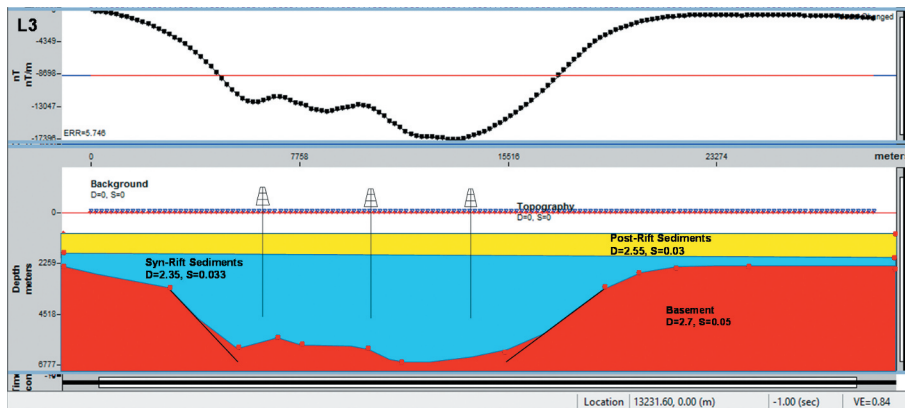 L3
0
-4349
-8698
-13047
-17396
nT
nT/m
ERR=5.746
Changed
0
7758
15516
23274
meters
Background
D=0, S=0
Topography
D=0, S=0
0
2259
4518
6777
Depth
meters
Post-Rift Sediments
D=2.55, S=0.03
Syn-Rift Sediments
D=2.35, S=0.033
Basement
D=2.7, S=0.05
Location
13231.60, 0.00 (m)
-1.00 (sec)
VE=0.84